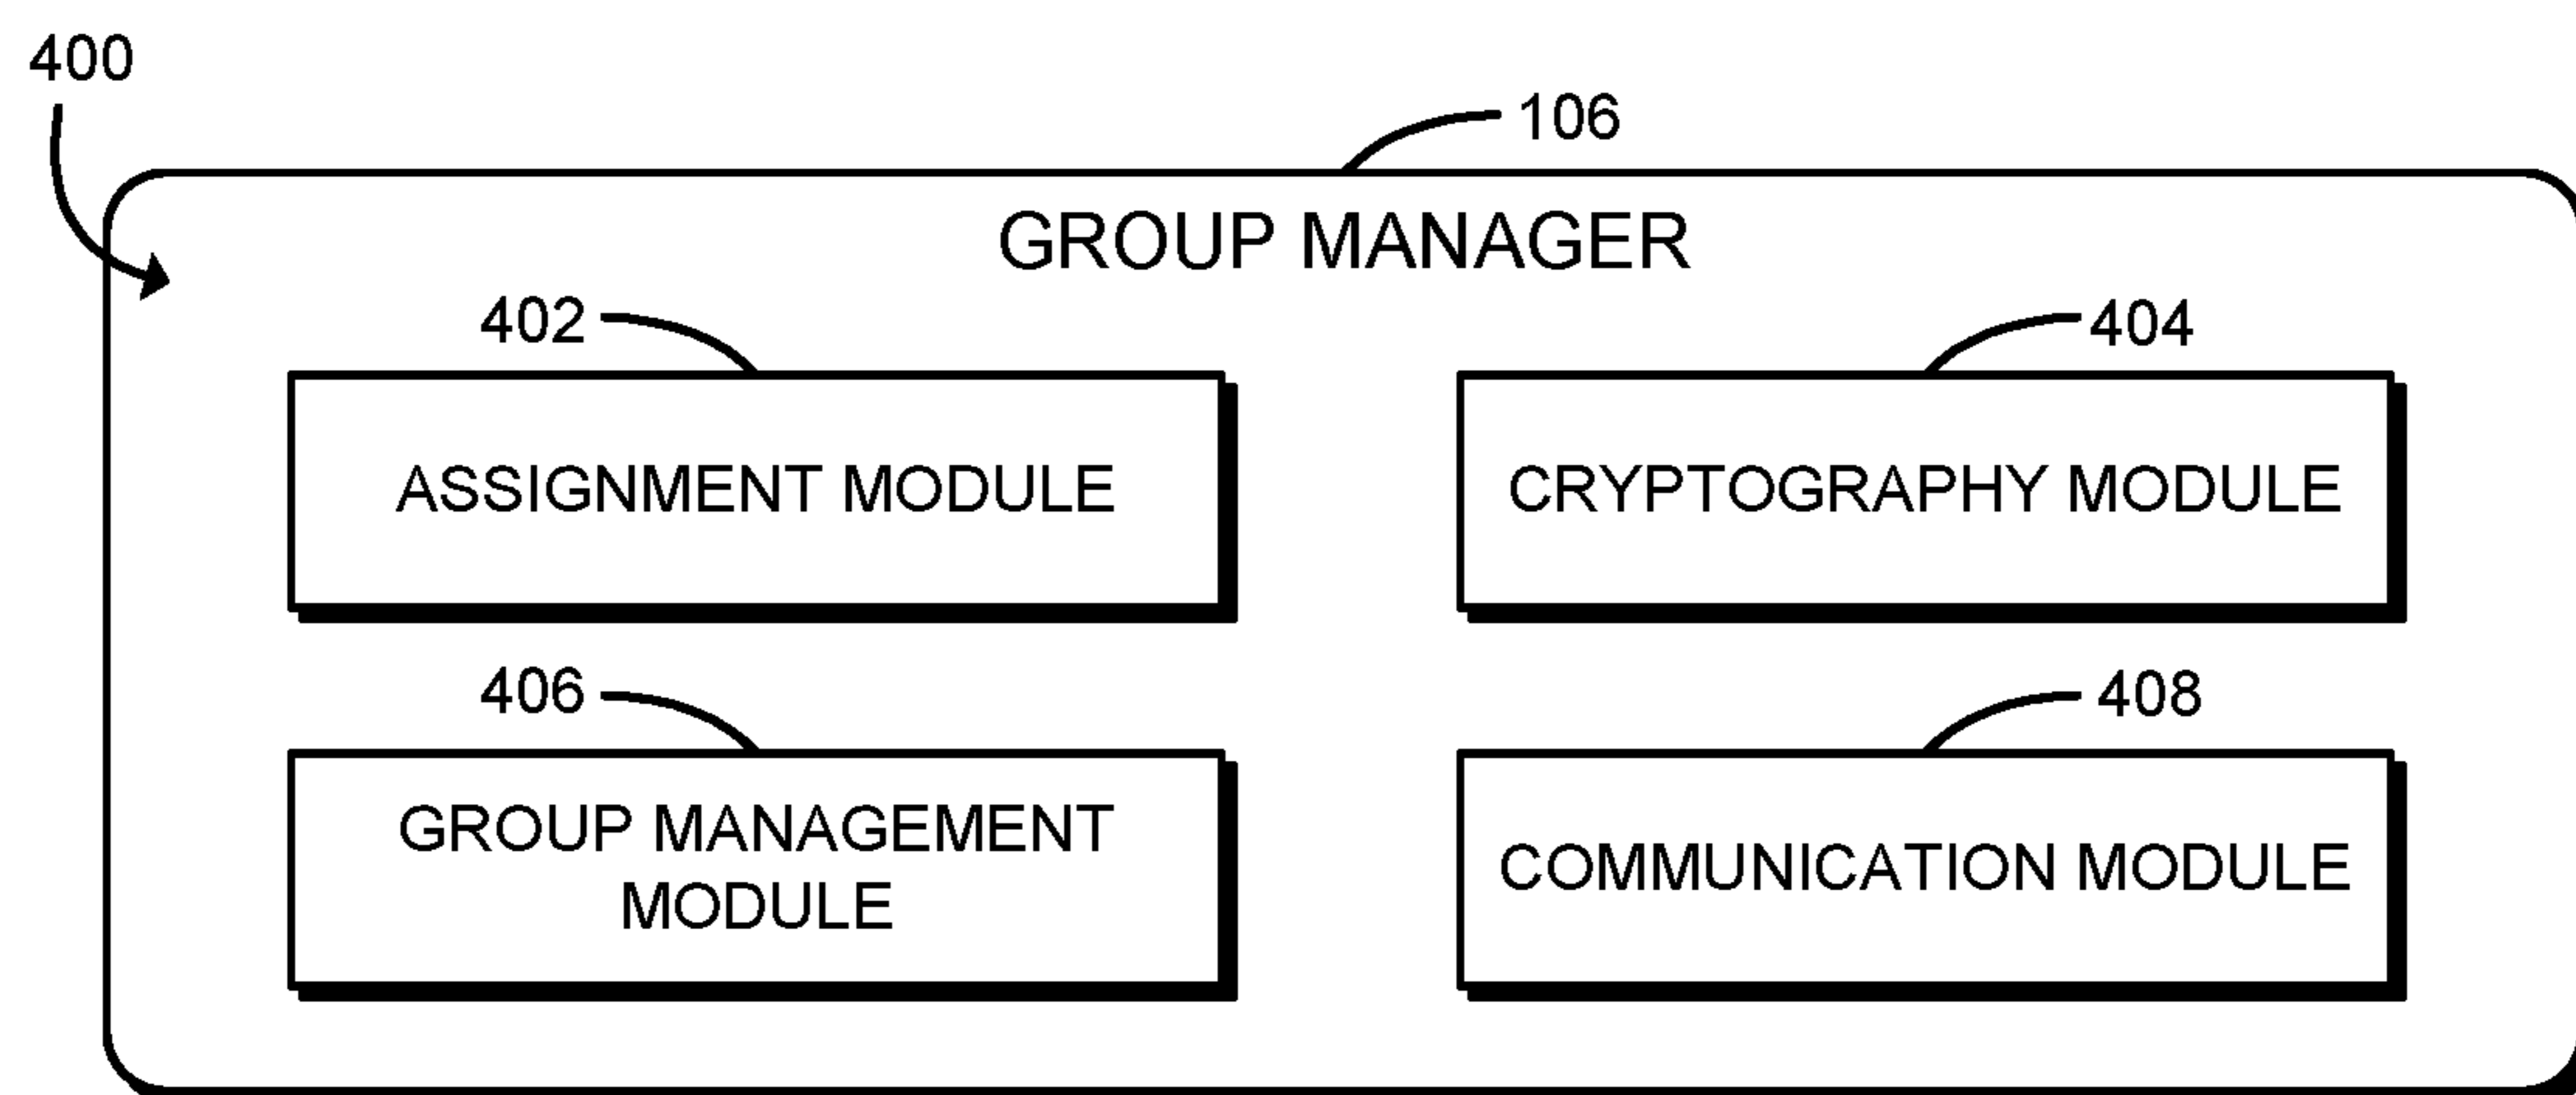 400
106
GROUP MANAGER
402
404
ASSIGNMENT MODULE
CRYPTOGRAPHY MODULE
406
408
GROUP MANAGEMENT
MODULE
COMMUNICATION MODULE